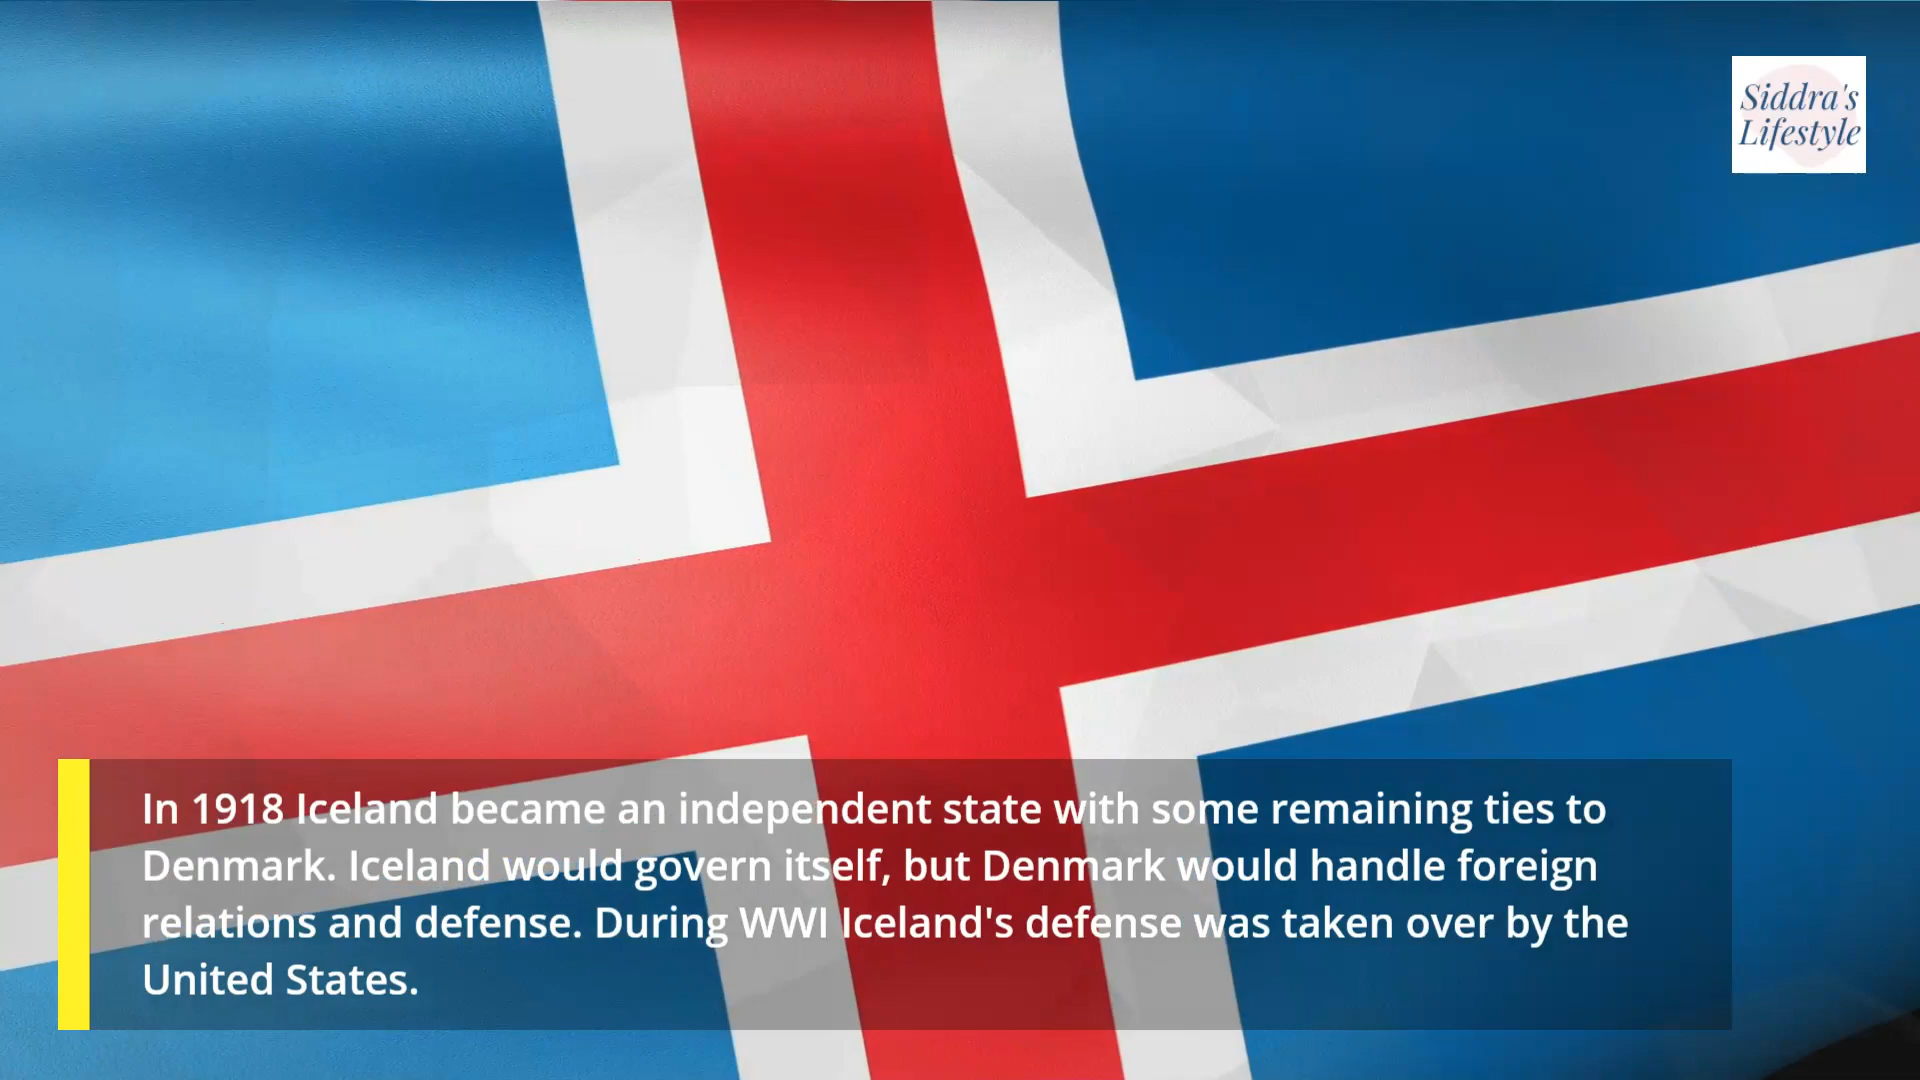 Siddra's
Lifestyle
In 1918 Iceland became an independent state with some remaining ties to
Denmark. Iceland would govern itself, but Denmark would handle foreign
relations and defense. During WWI Iceland's defense was taken over by the
United States.